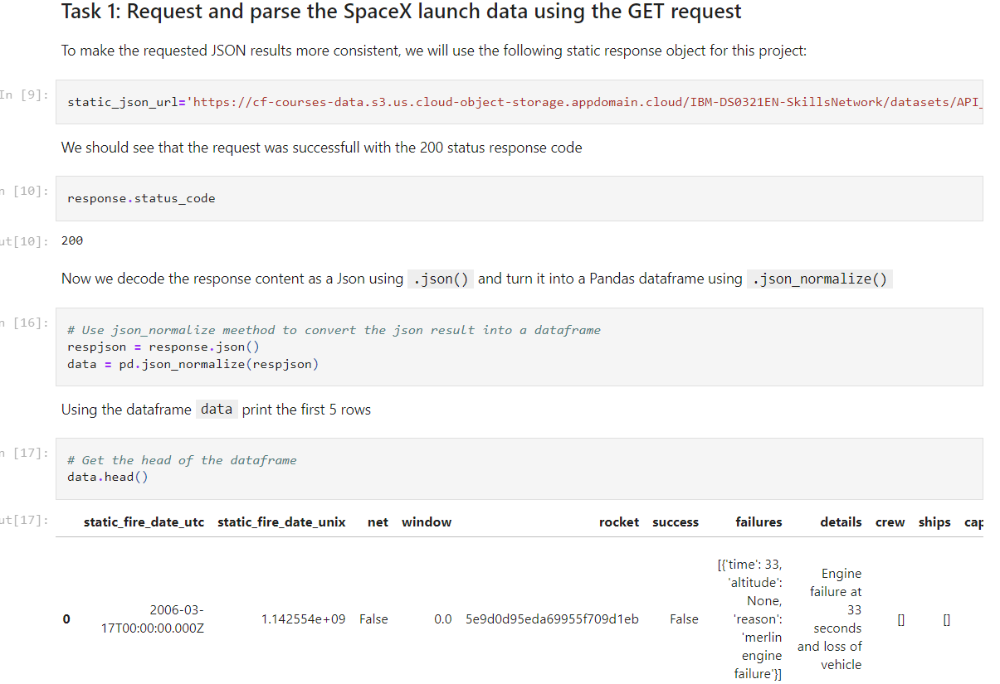 Task 1: Request and parse the SpaceX launch data using the GET request
To make the requested JSON results more consistent, we will use the following static response object for this project:
In [9]:
static_json_url='https://cf-courses-data.s3.us.cloud-object-storage.appdomain.cloud/IBM-DS0321EN-SkillsNetwork/datasets/API_
We should see that the request was successfull with the 200 status response code
n [10]:
response.status_code
ut[10]:
200
Now we decode the response content as a Json using .json() and turn it into a Pandas dataframe using .json_normalize()
n [16]:
# Use json_normalize meethod to convert the json result into a dataframe
respjson = response.json()
data = pd.json_normalize(respjson)
Using the dataframe data print the first 5 rows
n [17]:
# Get the head of the dataframe
data.head()
ut[17]:
static_fire_date_utc static_fire_date_unix net window rocket success failures details crew ships cap
0
2006-03-
17T00:00:00.000Z
1.142554e+09 False 0.0 5e9d0d95eda69955f709d1eb False
[{'time': 33,
'altitude':
None,
'reason':
'merlin
engine
failure'}]
Engine
failure at
33
seconds
and loss of
vehicle
[] []